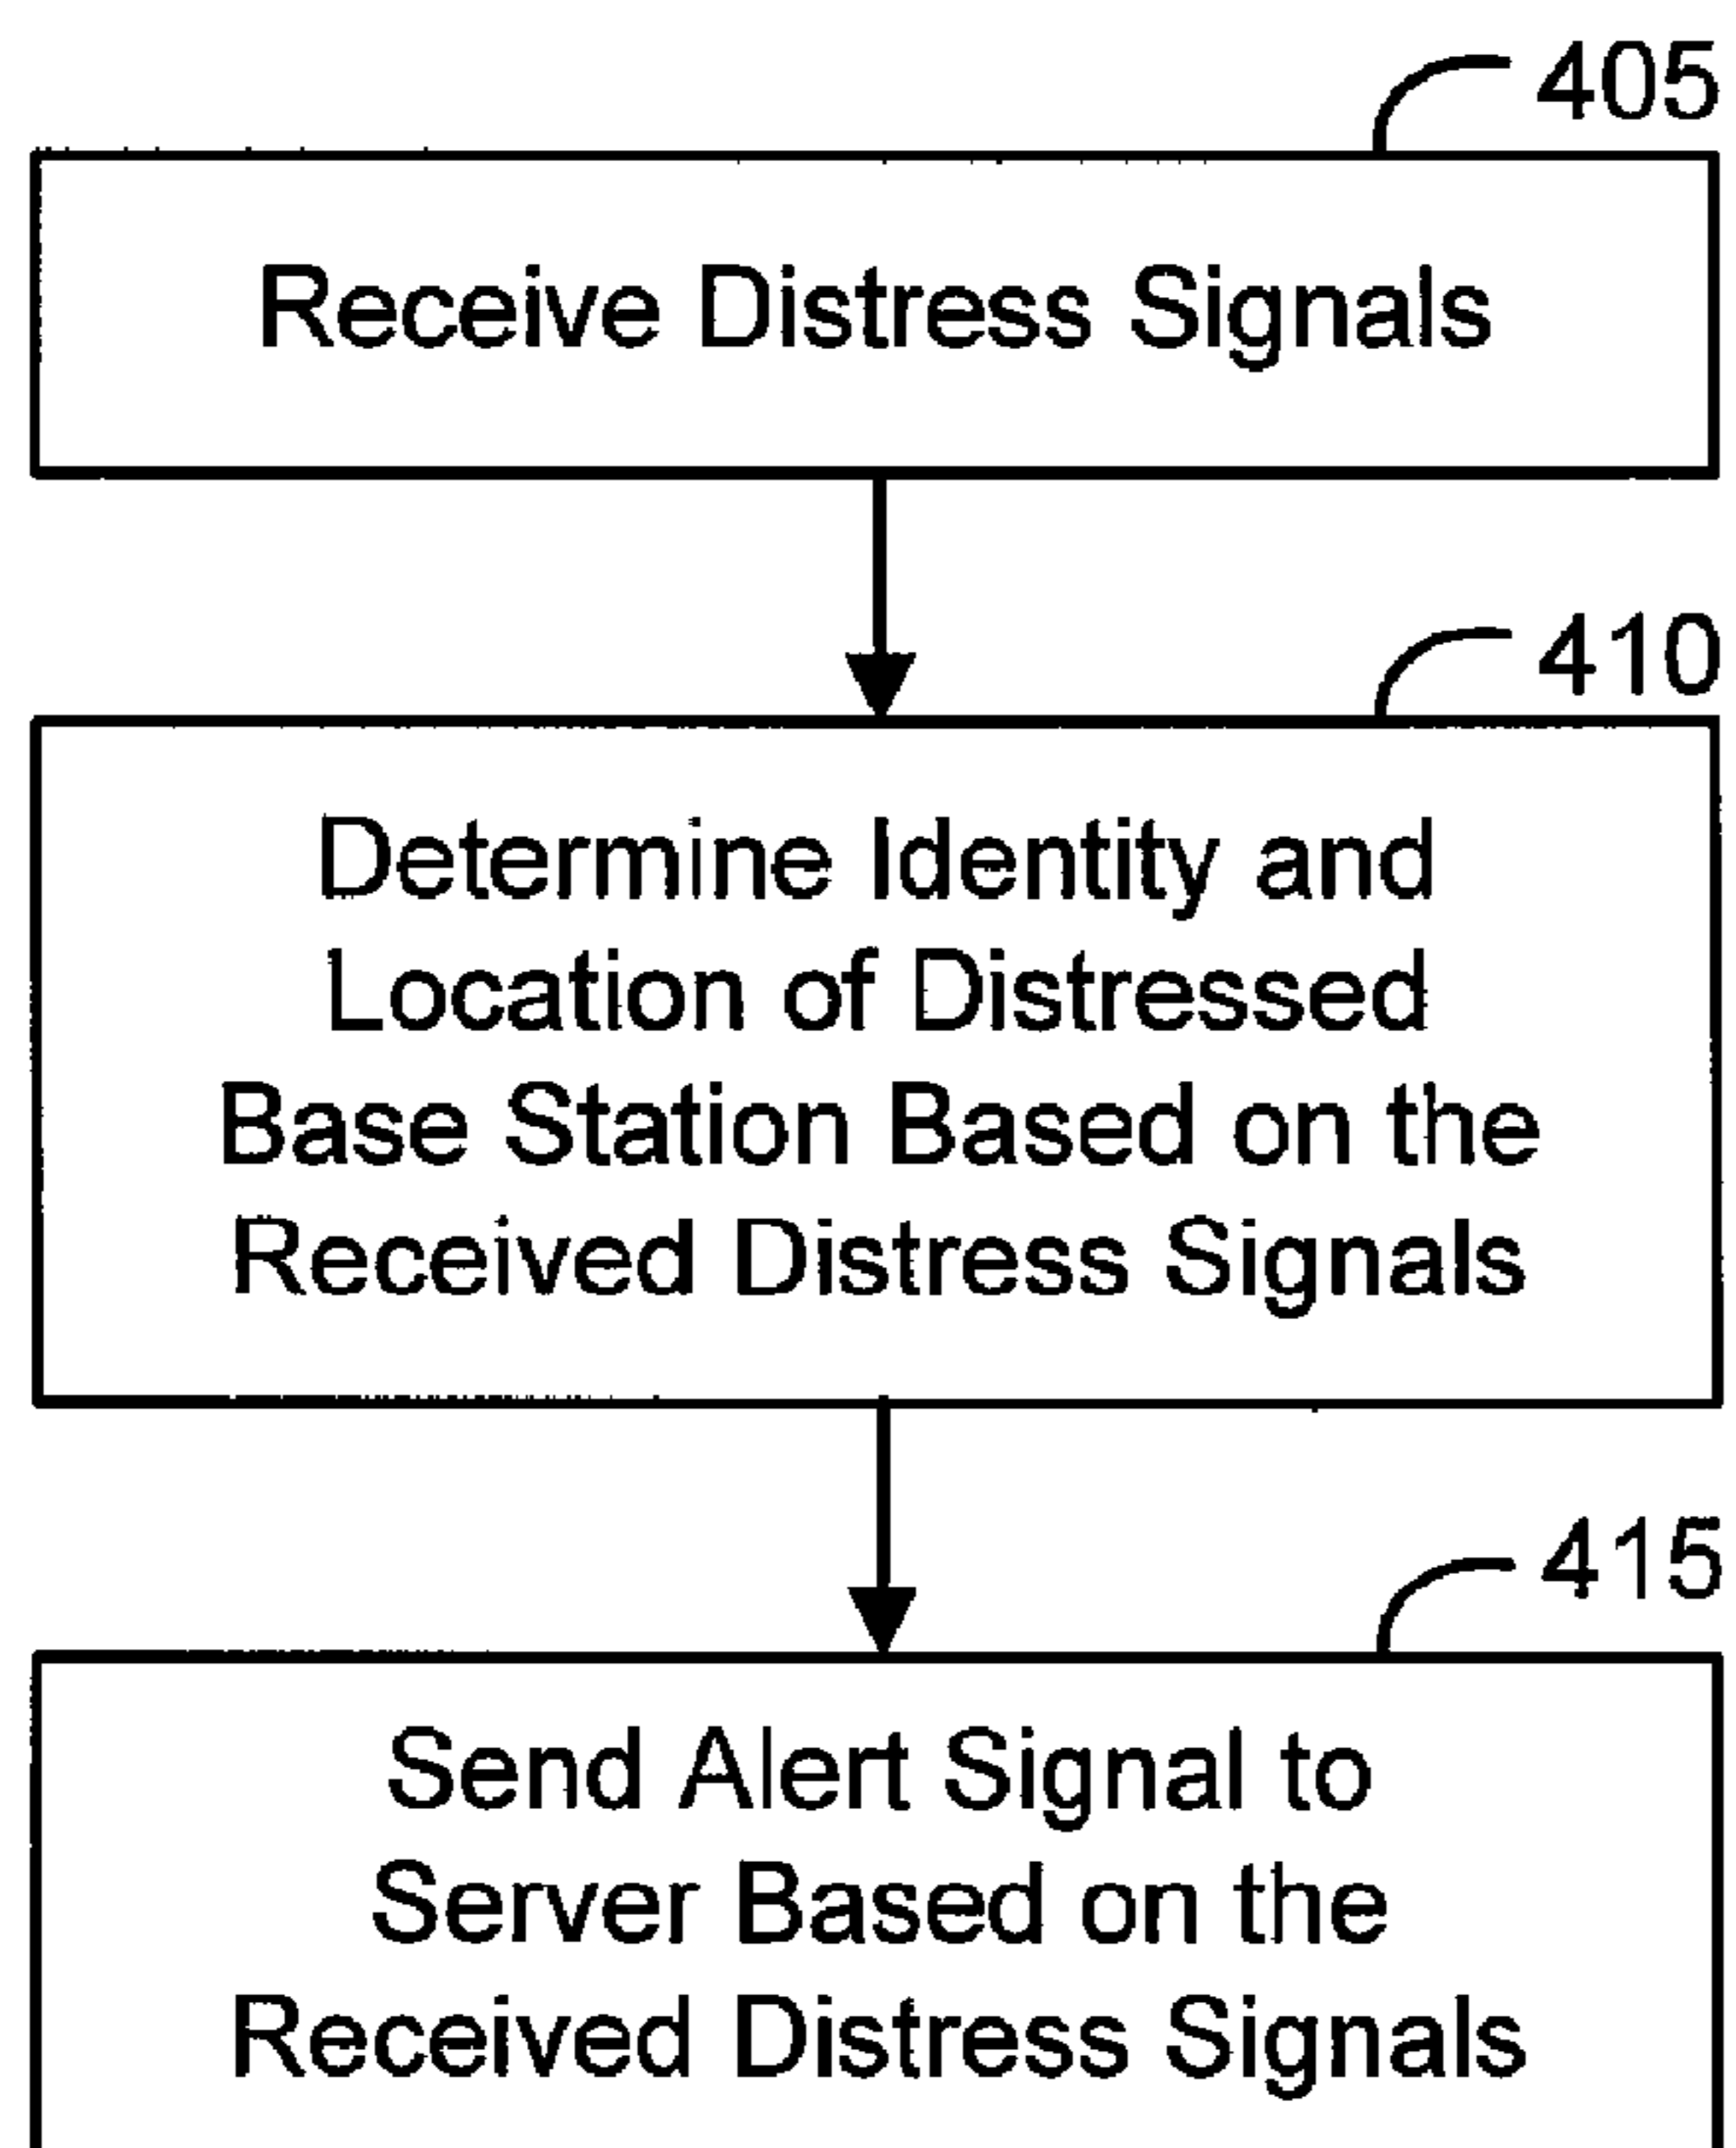 405
Receive Distress Signals
410
Determine Identity and
Location of Distressed
Base Station Based on the
Received Distress Signals
415
Send Alert Signal to
Server Based on the
Received Distress Signals